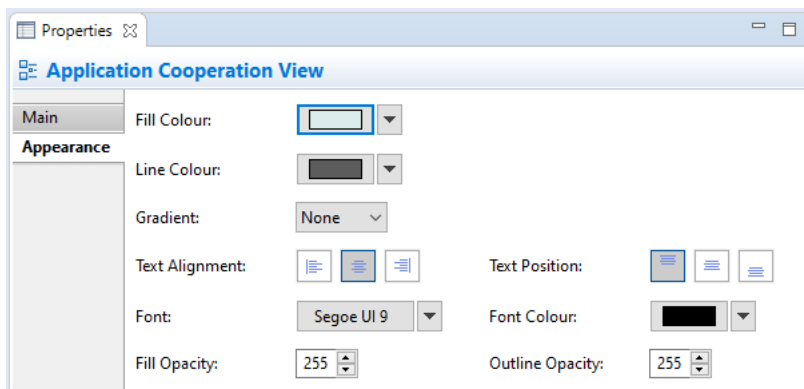 Properties
Application Cooperation View
Main
Appearance
Fill Colour:
Line Colour:
Gradient: None
Text Alignment: Text Position:
Font: Segoe UI 9 Font Colour:
Fill Opacity: 255 Outline Opacity: 255